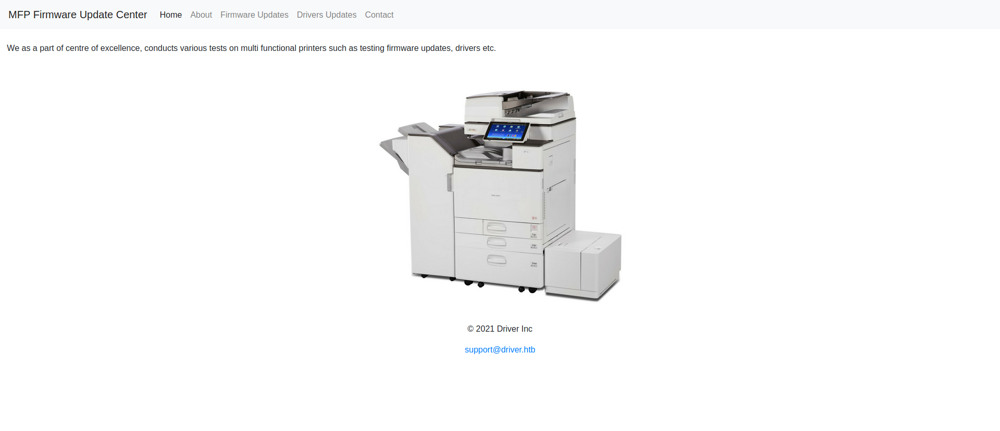 MFP Firmware Update Center Home About Firmware Updates Drivers Updates Contact
We as a part of centre of excellence, conducts various tests on multi functional printers such as testing firmware updates, drivers etc.
© 2021 Driver Inc
support@driver.htb